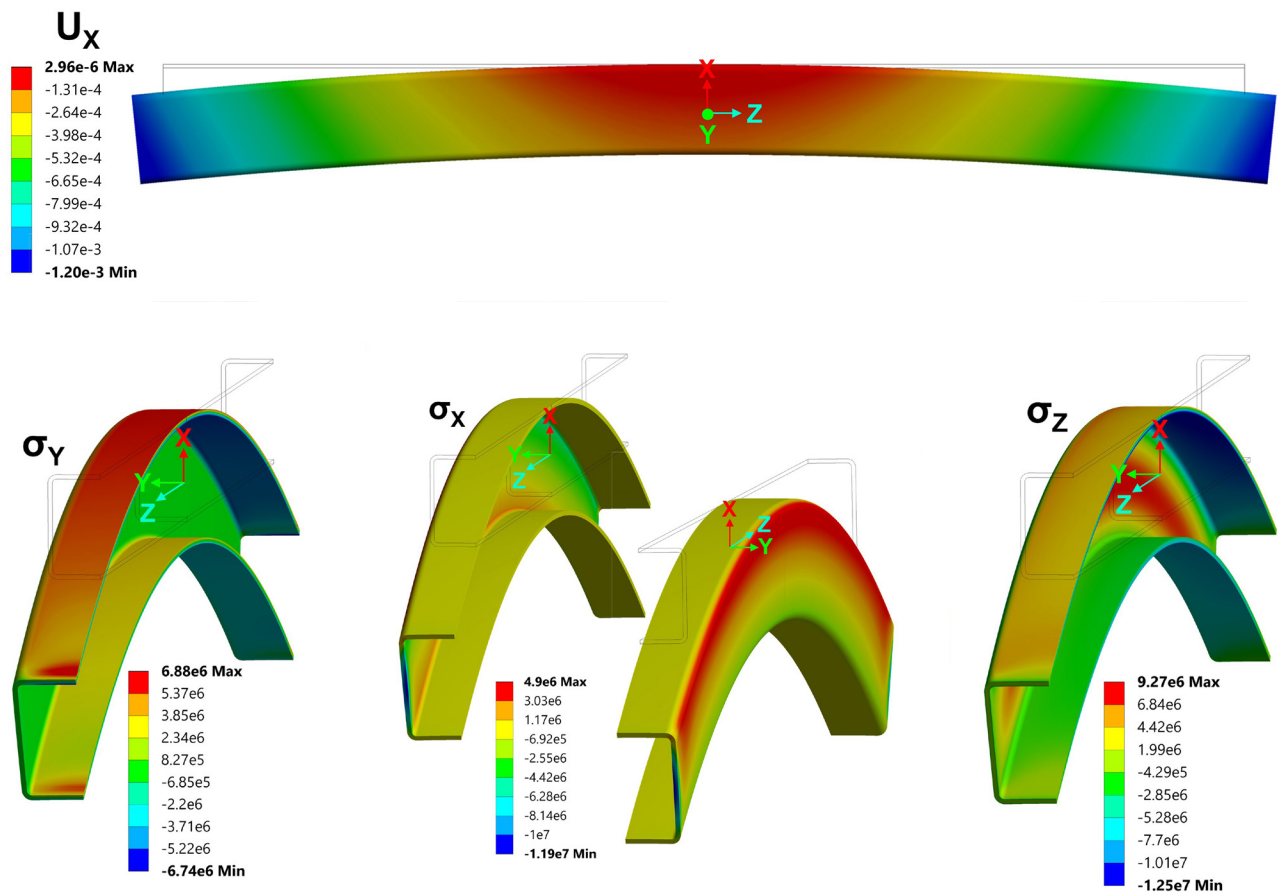 U_X
2.96e-6 Max
-1.31e-4
-2.64e-4
-3.98e-4
-5.32e-4
-6.65e-4
-7.99e-4
-9.32e-4
-1.07e-3
-1.20e-3 Min
X
Z
Y
σ_Y
X
Y
Z
6.88e6 Max
5.37e6
3.85e6
2.34e6
8.27e5
-6.85e5
-2.2e6
-3.71e6
-5.22e6
-6.74e6 Min
σ_X
X
Y
Z
X
Z
Y
4.9e6 Max
3.03e6
1.17e6
-6.92e5
-2.55e6
-4.42e6
-6.28e6
-8.14e6
-1e7
-1.19e7 Min
σ_Z
X
Y
Z
9.27e6 Max
6.84e6
4.42e6
1.99e6
-4.29e5
-2.85e6
-5.28e6
-7.7e6
-1.01e7
-1.25e7 Min